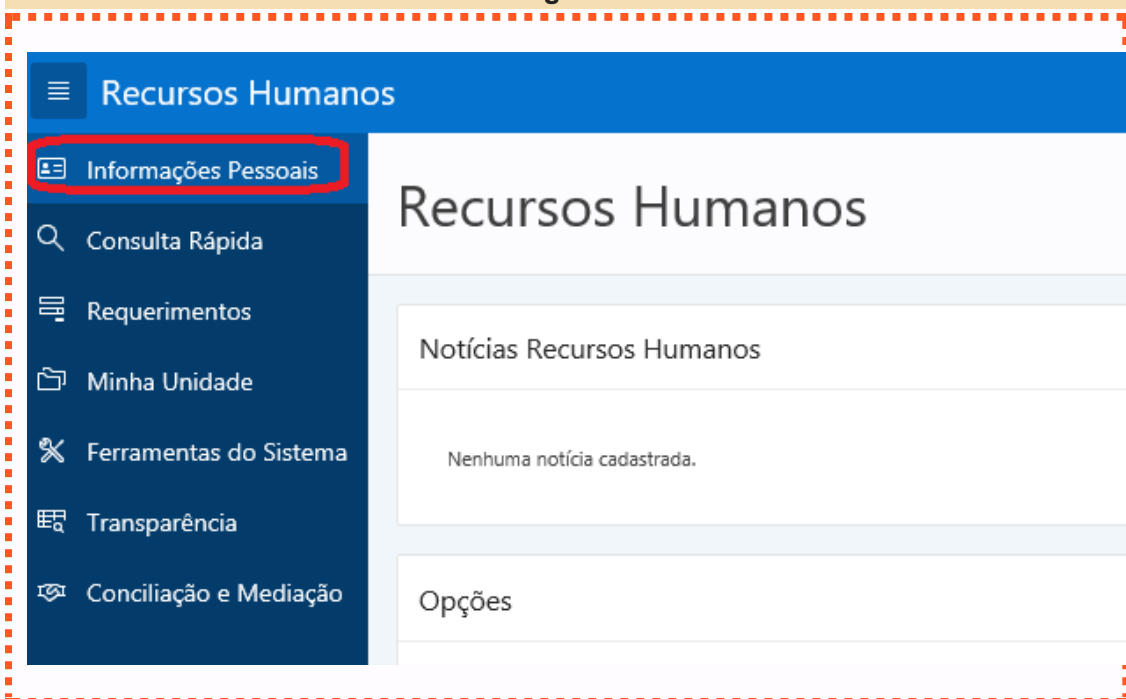 Recursos Humanos
Informações Pessoais
Consulta Rápida
Requerimentos
Minha Unidade
Ferramentas do Sistema
Transparência
Conciliação e Mediação
Recursos Humanos
Notícias Recursos Humanos
Nenhuma notícia cadastrada.
Opções